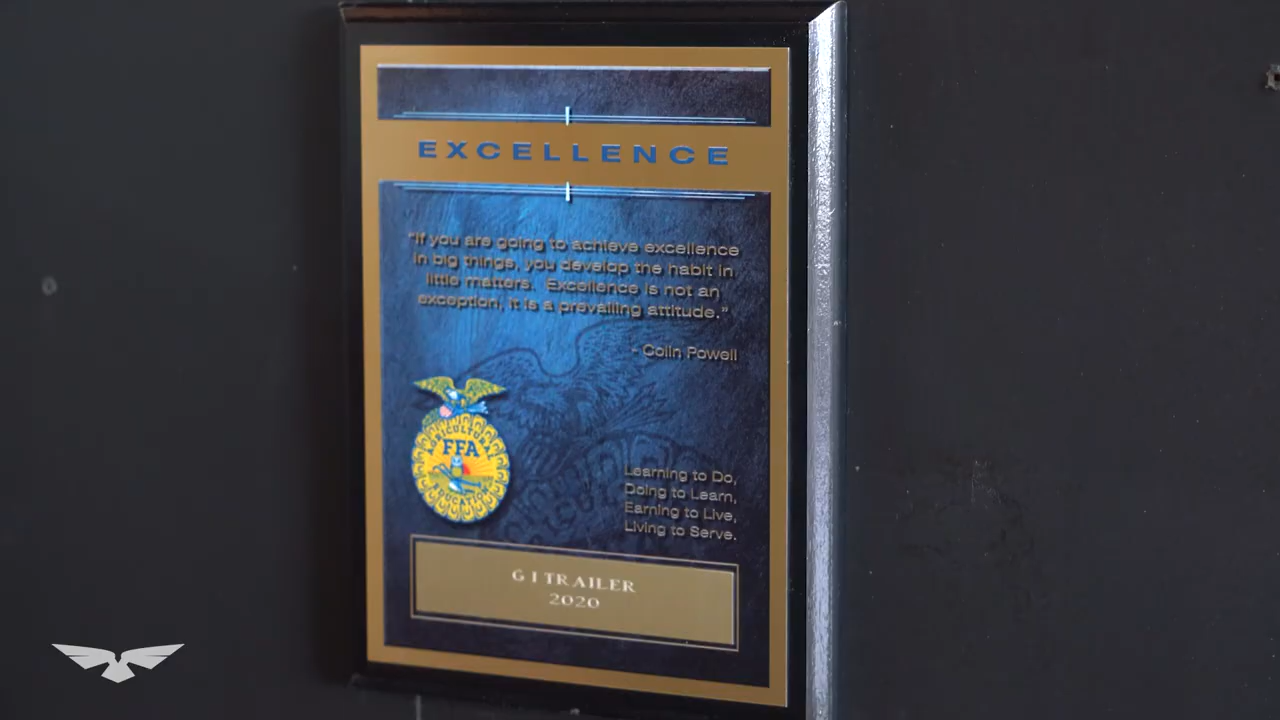 EXCELLENCE
"If you are going to achieve excellence
in big things, you develop the habit in
little matters. Excellence is not an
exception, it is a prevailing attitude."
- Colin Powell
AGRICULTURAL
FFA
EDUCATION
Learning to Do,
Doing to Learn,
Earning to Live,
Living to Serve.
G I TRAILER
2020